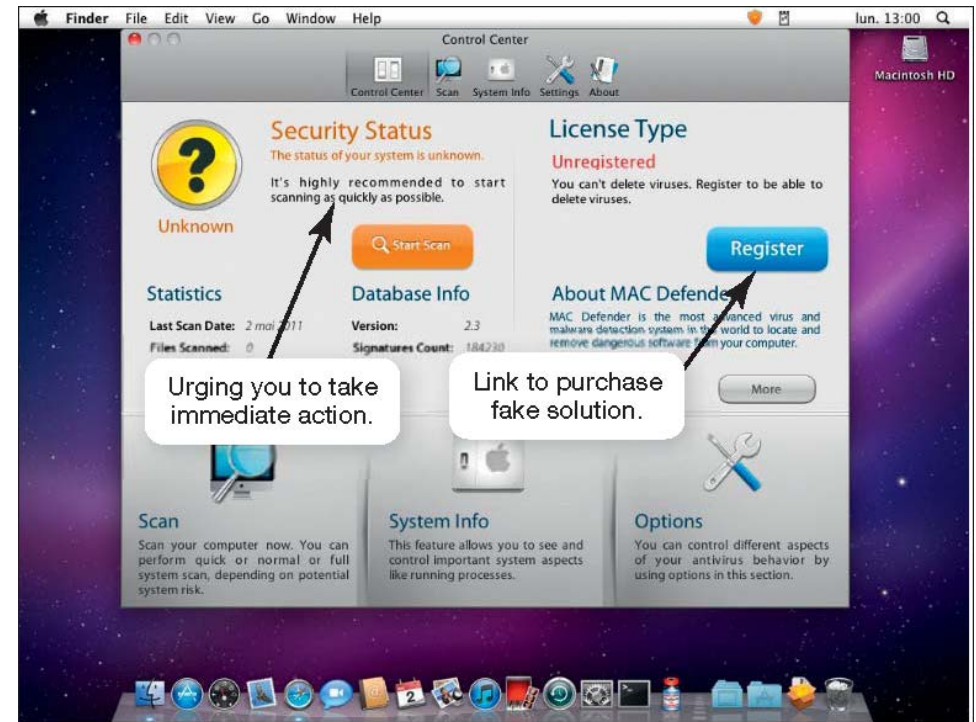 Finder File Edit View Go Window Help
lun. 13:00
Control Center
Control Center Scan System Info Settings About
Macintosh HD
Security Status
The status of your system is unknown.
It's highly recommended to start
scanning as quickly as possible.
Unknown
Start Scan
License Type
Unregistered
You can't delete viruses. Register to be able to
delete viruses.
Register
Statistics
Last Scan Date: 2 mai 2011
Files Scanned: 0
Database Info
Version: 2.3
Signatures Count: 184230
About MAC Defende
MAC Defender is the most advanced virus and
malware detection system in the world to locate and
remove dangerous software from your computer.
More
Urging you to take
immediate action.
Link to purchase
fake solution.
Scan
Scan your computer now. You can
perform quick or normal or full
system scan, depending on potential
system risk.
System Info
This feature allows you to see and
control important system aspects
like running processes.
Options
You can control different aspects
of your antivirus behavior by
using options in this section.
2